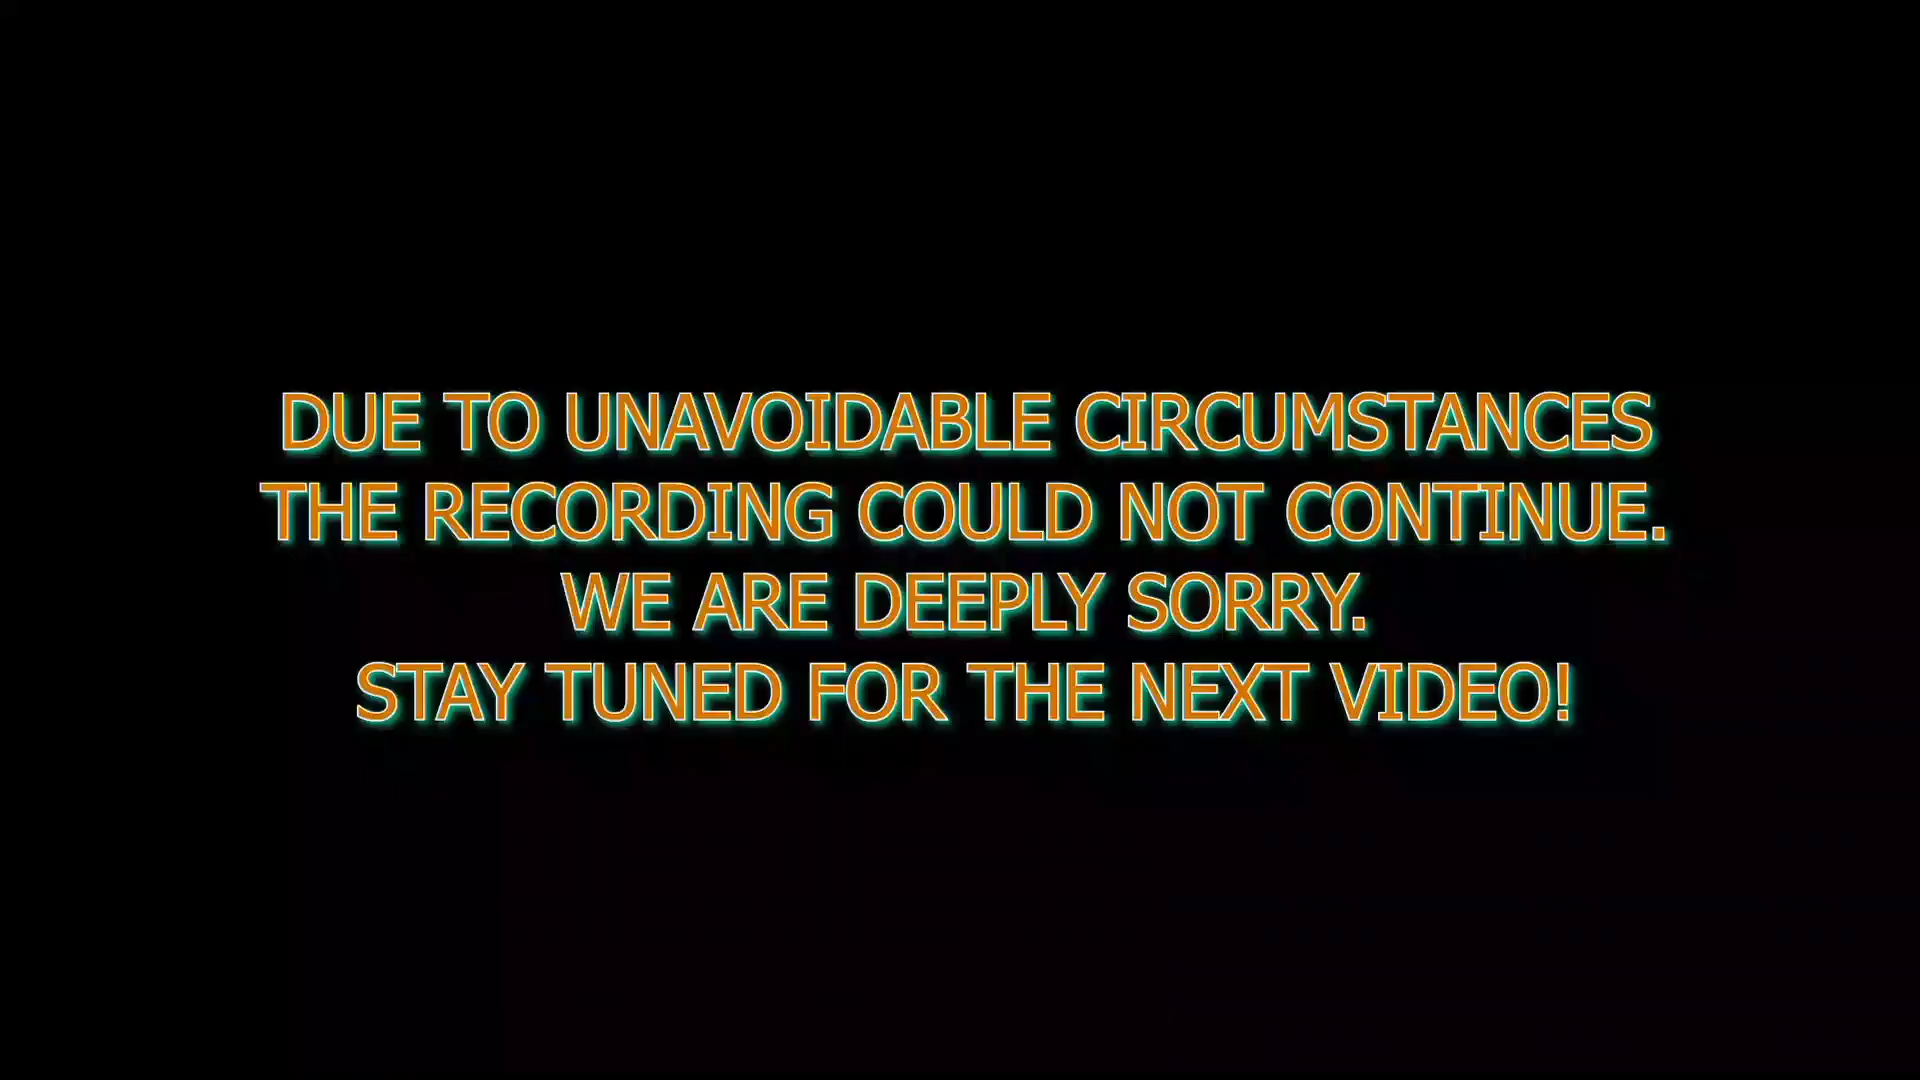 DUE TO UNAVOIDABLE CIRCUMSTANCES
THE RECORDING COULD NOT CONTINUE.
WE ARE DEEPLY SORRY.
STAY TUNED FOR THE NEXT VIDEO!